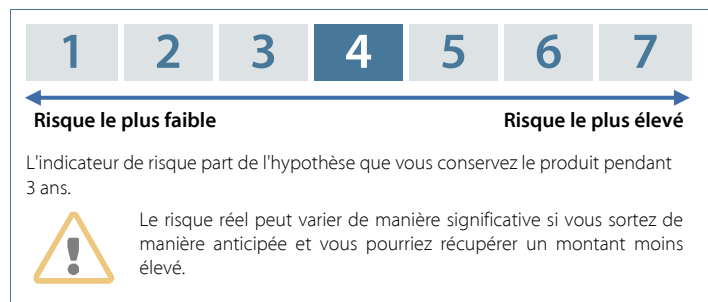 1 2 3 4 5 6 7
Risque le plus faible Risque le plus élevé
L'indicateur de risque part de l'hypothèse que vous conservez le produit pendant
3 ans.
Le risque réel peut varier de manière significative si vous sortez de
manière anticipée et vous pourriez récupérer un montant moins
élevé.